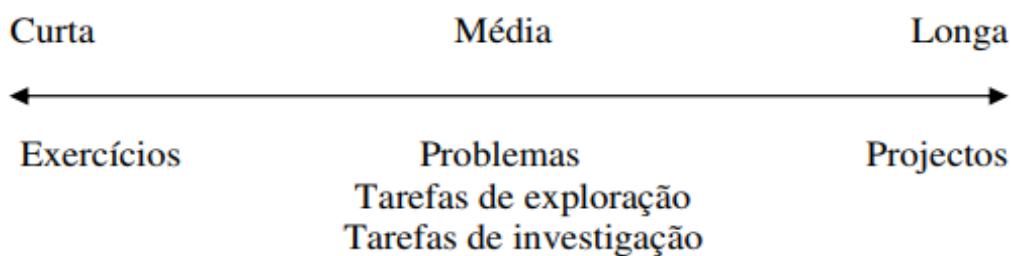 Curta Média Longa
Exercícios Problemas Projectos
Tarefas de exploração
Tarefas de investigação